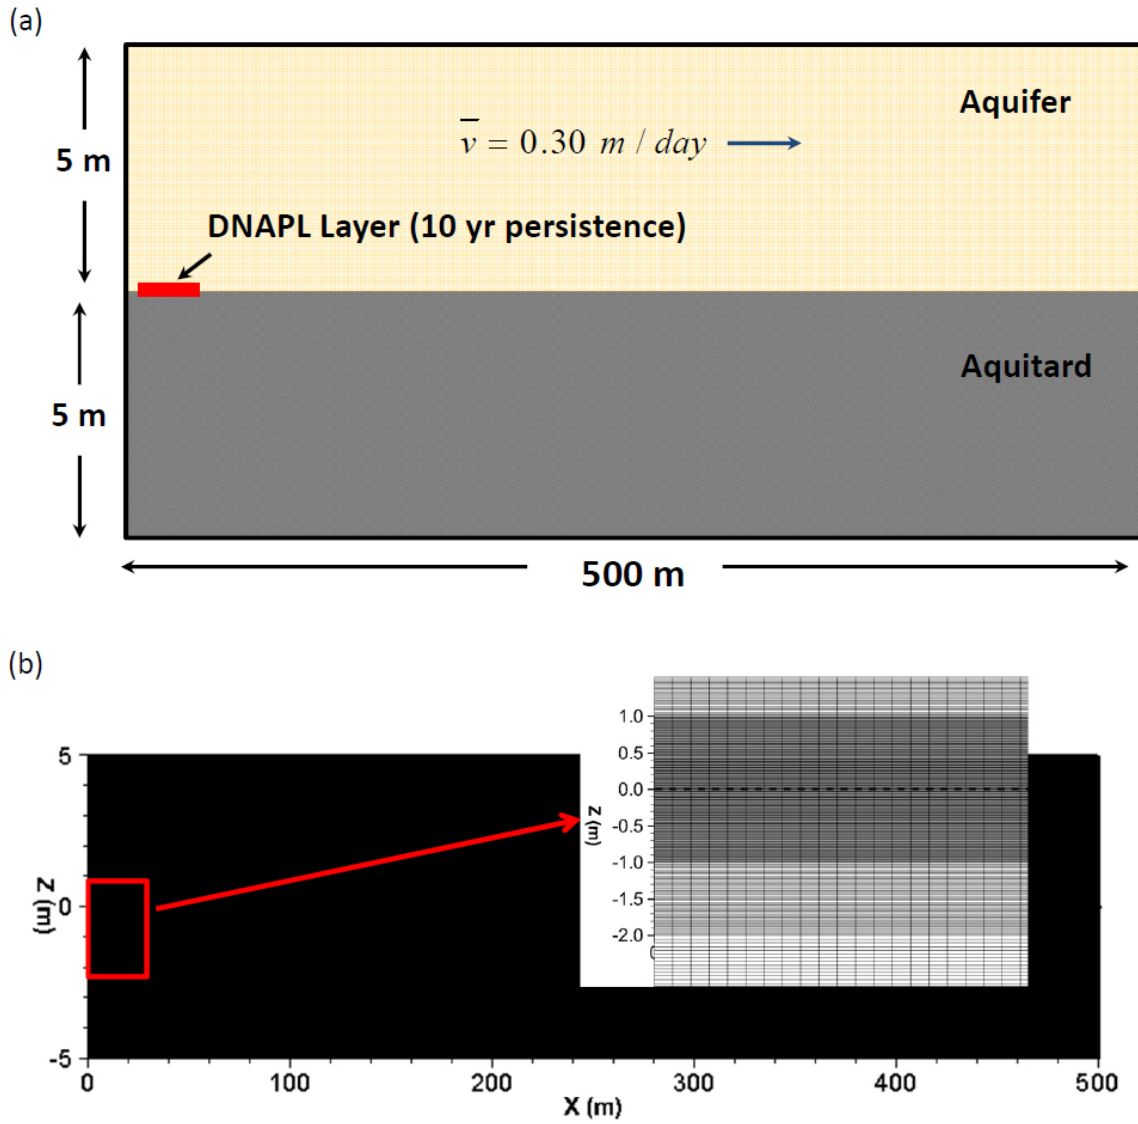 (a)
Aquifer
v̅ = 0.30 m / day
5 m
DNAPL Layer (10 yr persistence)
Aquitard
5 m
500 m
(b)
1.0
0.5
0.0
-0.5
-1.0
-1.5
-2.0
z (m)
5
0
-5
Z (m)
0 100 200 300 400 500
X (m)